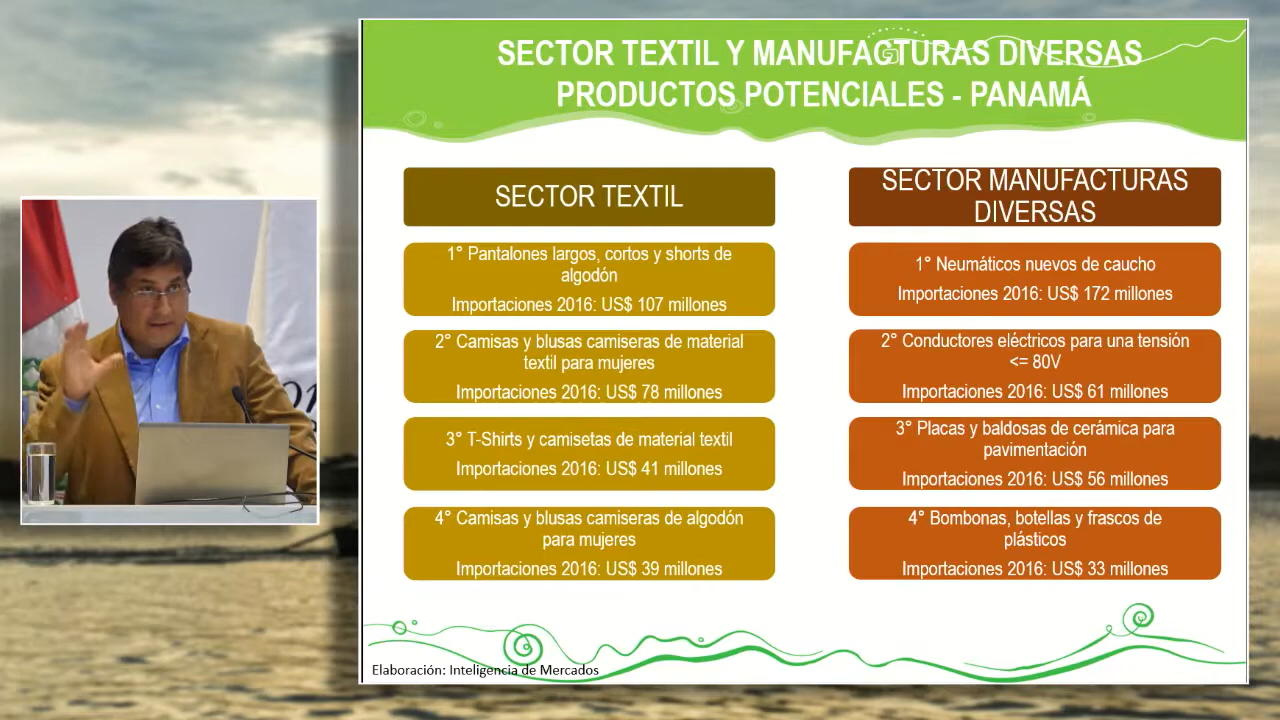 SECTOR TEXTIL Y MANUFACTURAS DIVERSAS
PRODUCTOS POTENCIALES - PANAMÁ
SECTOR TEXTIL
1° Pantalones largos, cortos y shorts de
algodón
Importaciones 2016: US$ 107 millones
2° Camisas y blusas camiseras de material
textil para mujeres
Importaciones 2016: US$ 78 millones
3° T-Shirts y camisetas de material textil
Importaciones 2016: US$ 41 millones
4° Camisas y blusas camiseras de algodón
para mujeres
Importaciones 2016: US$ 39 millones
SECTOR MANUFACTURAS
DIVERSAS
1° Neumáticos nuevos de caucho
Importaciones 2016: US$ 172 millones
2° Conductores eléctricos para una tensión
<= 80V
Importaciones 2016: US$ 61 millones
3° Placas y baldosas de cerámica para
pavimentación
Importaciones 2016: US$ 56 millones
4° Bombonas, botellas y frascos de
plásticos
Importaciones 2016: US$ 33 millones
Elaboración: Inteligencia de Mercados